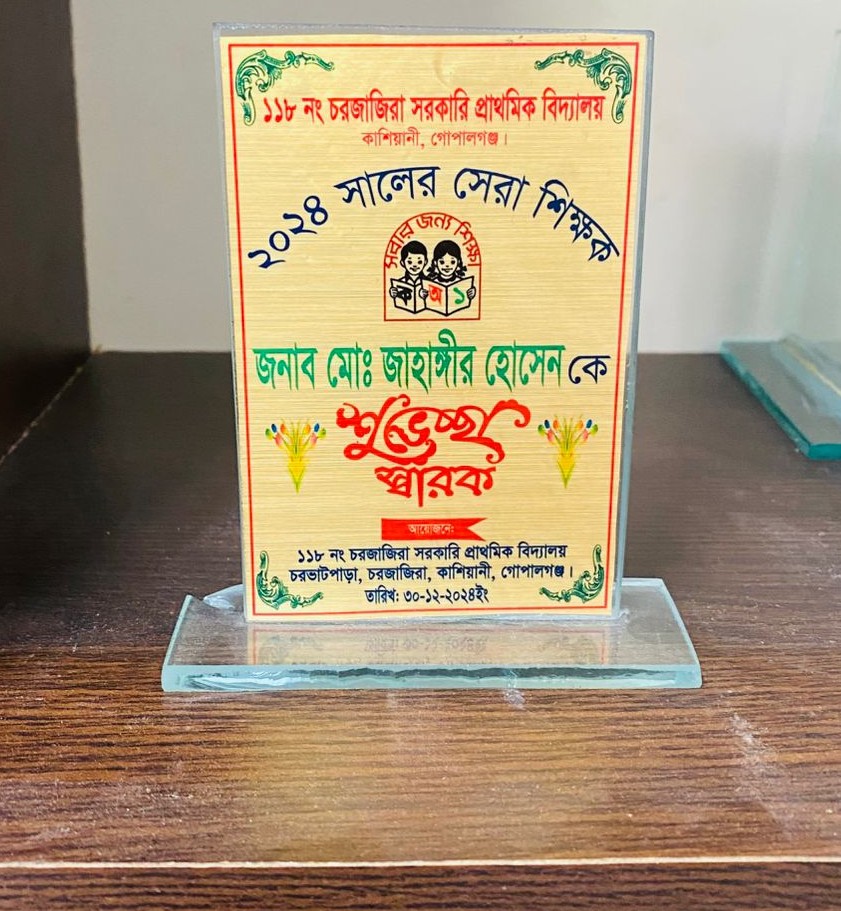 ১১৮ নং চরজাজিরা সরকারি প্রাথমিক বিদ্যালয়
কাশিয়ানী, গোপালগঞ্জ।
২০২৪ সালের সেরা শিক্ষক
সবার জন্য শিক্ষা
ক অ ১
জনাব মোঃ জাহাঙ্গীর হোসেন কে
শুভেচ্ছা
স্মারক
আয়োজনে:
১১৮ নং চরজাজিরা সরকারি প্রাথমিক বিদ্যালয়
চরভাটপাড়া, চরজাজিরা, কাশিয়ানী, গোপালগঞ্জ।
তারিখ: ৩০-১২-২০২৪ইং